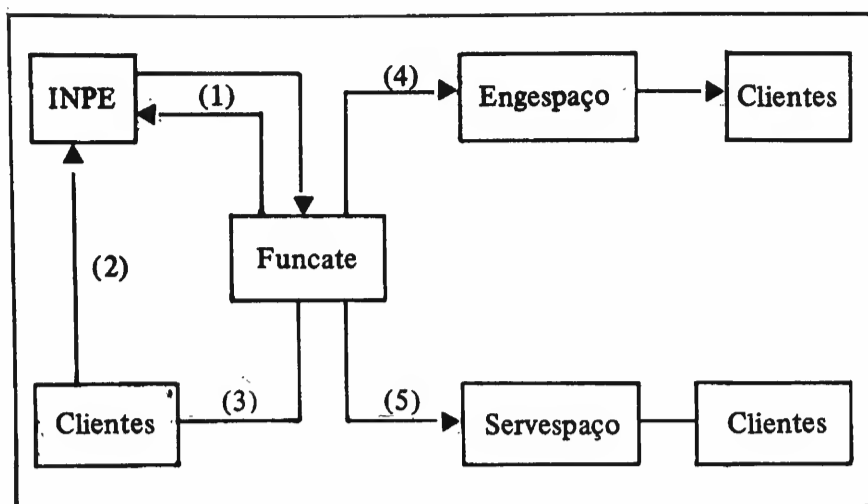 INPE
(1)
(4)
Engespaço
Clientes
Funcate
(2)
Clientes
(3)
(5)
Servespaço
Clientes